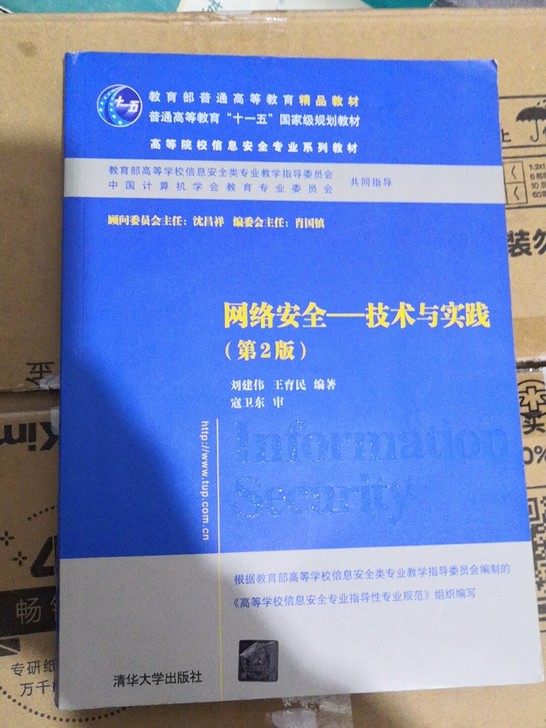 十一五
教育部普通高等教育精品教材
普通高等教育“十一五”国家级规划教材
高等院校信息安全专业系列教材
教育部高等学校信息安全类专业教学指导委员会
中国计算机学会教育专业委员会
共同指导
顾问委员会主任：沈昌祥 编委会主任：肖国镇
网络安全——技术与实践
（第2版）
刘建伟 王育民 编著
寇卫东 审
http://www.tup.com.cn
Information
Security
根据教育部高等学校信息安全类专业教学指导委员会编制的
《高等学校信息安全专业指导性专业规范》组织编写
清华大学出版社
裝勿
金
Kim
畅
专研纸
万千